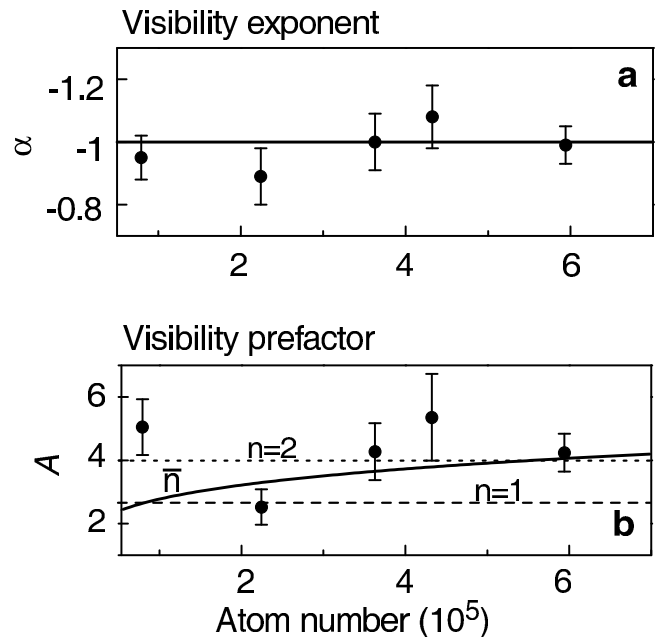 Visibility exponent
a
-1.2
-1
-0.8
α
2 4 6
Visibility prefactor
6
4
2
A
n=2
n̅
n=1
b
2 4 6
Atom number (10⁵)